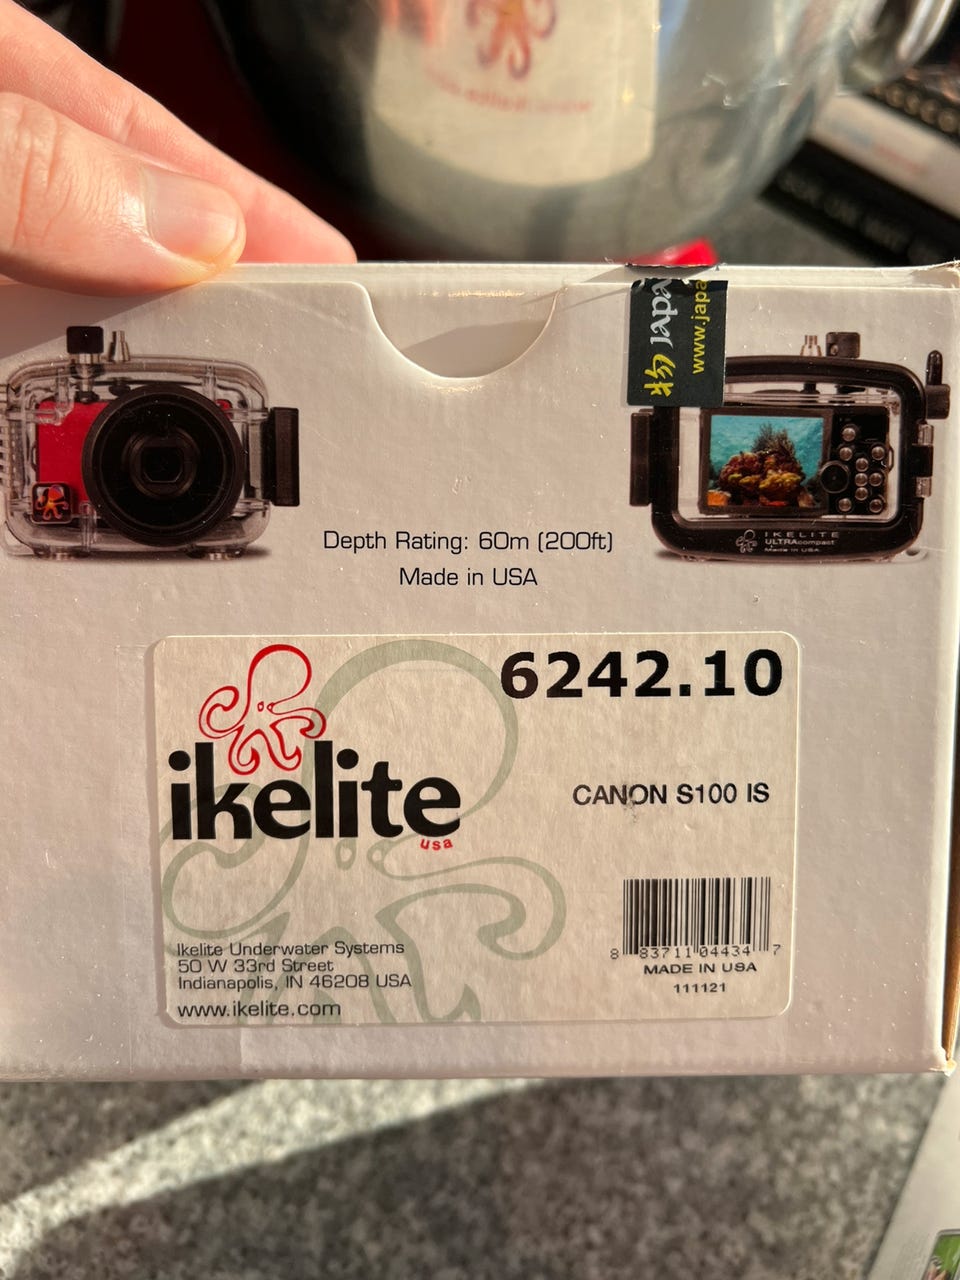 www.japa
Depth Rating: 60m (200ft)
Made in USA
IKELITE
ULTRAcompact
Made in USA
6242.10
ikelite
usa
CANON S100 IS
8 83711 04434 7
MADE IN USA
111121
Ikelite Underwater Systems
50 W 33rd Street
Indianapolis, IN 46208 USA
www.ikelite.com